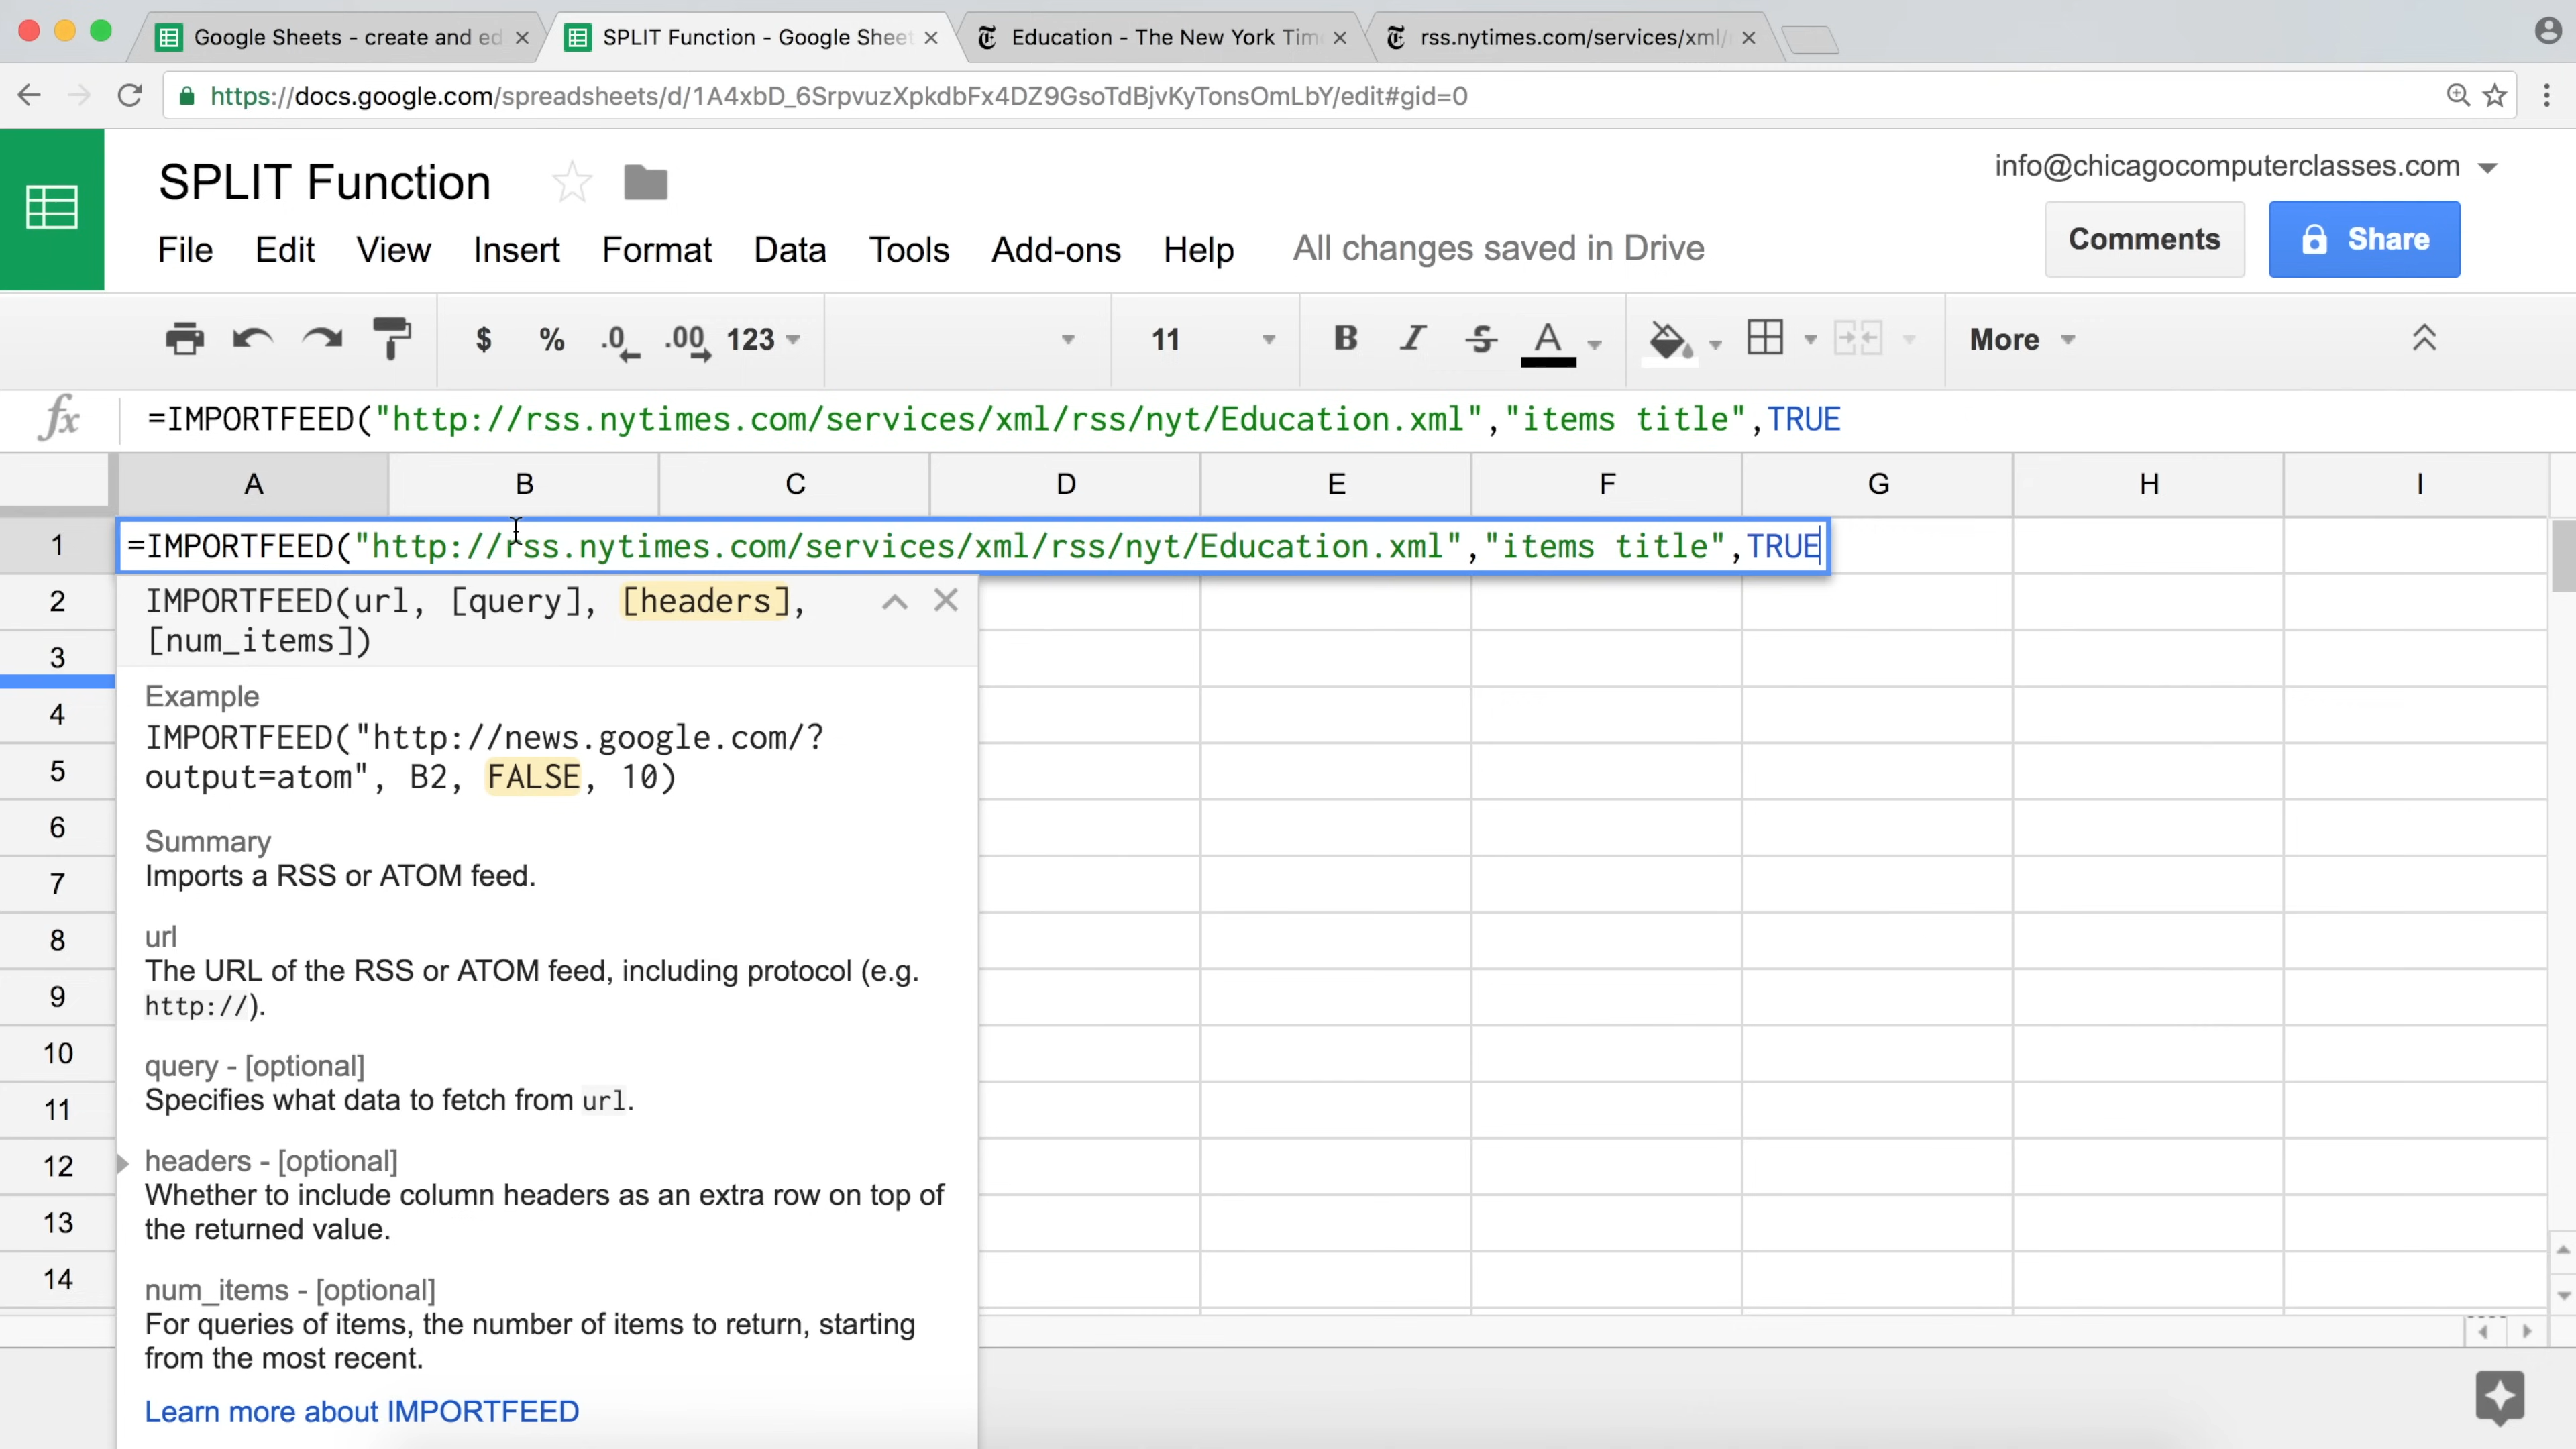 Google Sheets - create and ed
SPLIT Function - Google Sheet
Education - The New York Tim
rss.nytimes.com/services/xml/
https://docs.google.com/spreadsheets/d/1A4xbD_6SrpvuzXpkdbFx4DZ9GsoTdBjvKyTonsOmLbY/edit#gid=0
SPLIT Function
info@chicagocomputerclasses.com
File Edit View Insert Format Data Tools Add-ons Help All changes saved in Drive
Comments
Share
$ % .0 .00 123 11 B I S A More
fx =IMPORTFEED("http://rss.nytimes.com/services/xml/rss/nyt/Education.xml","items title",TRUE
A B C D E F G H I
1 =IMPORTFEED("http://rss.nytimes.com/services/xml/rss/nyt/Education.xml","items title",TRUE
2 IMPORTFEED(url, [query], [headers],
[num_items])
3
Example
4 IMPORTFEED("http://news.google.com/?
5 output=atom", B2, FALSE, 10)
6 Summary
7 Imports a RSS or ATOM feed.
8 url
The URL of the RSS or ATOM feed, including protocol (e.g.
9 http://).
10 query - [optional]
11 Specifies what data to fetch from url.
12 headers - [optional]
Whether to include column headers as an extra row on top of
13 the returned value.
14 num_items - [optional]
For queries of items, the number of items to return, starting
from the most recent.
Learn more about IMPORTFEED